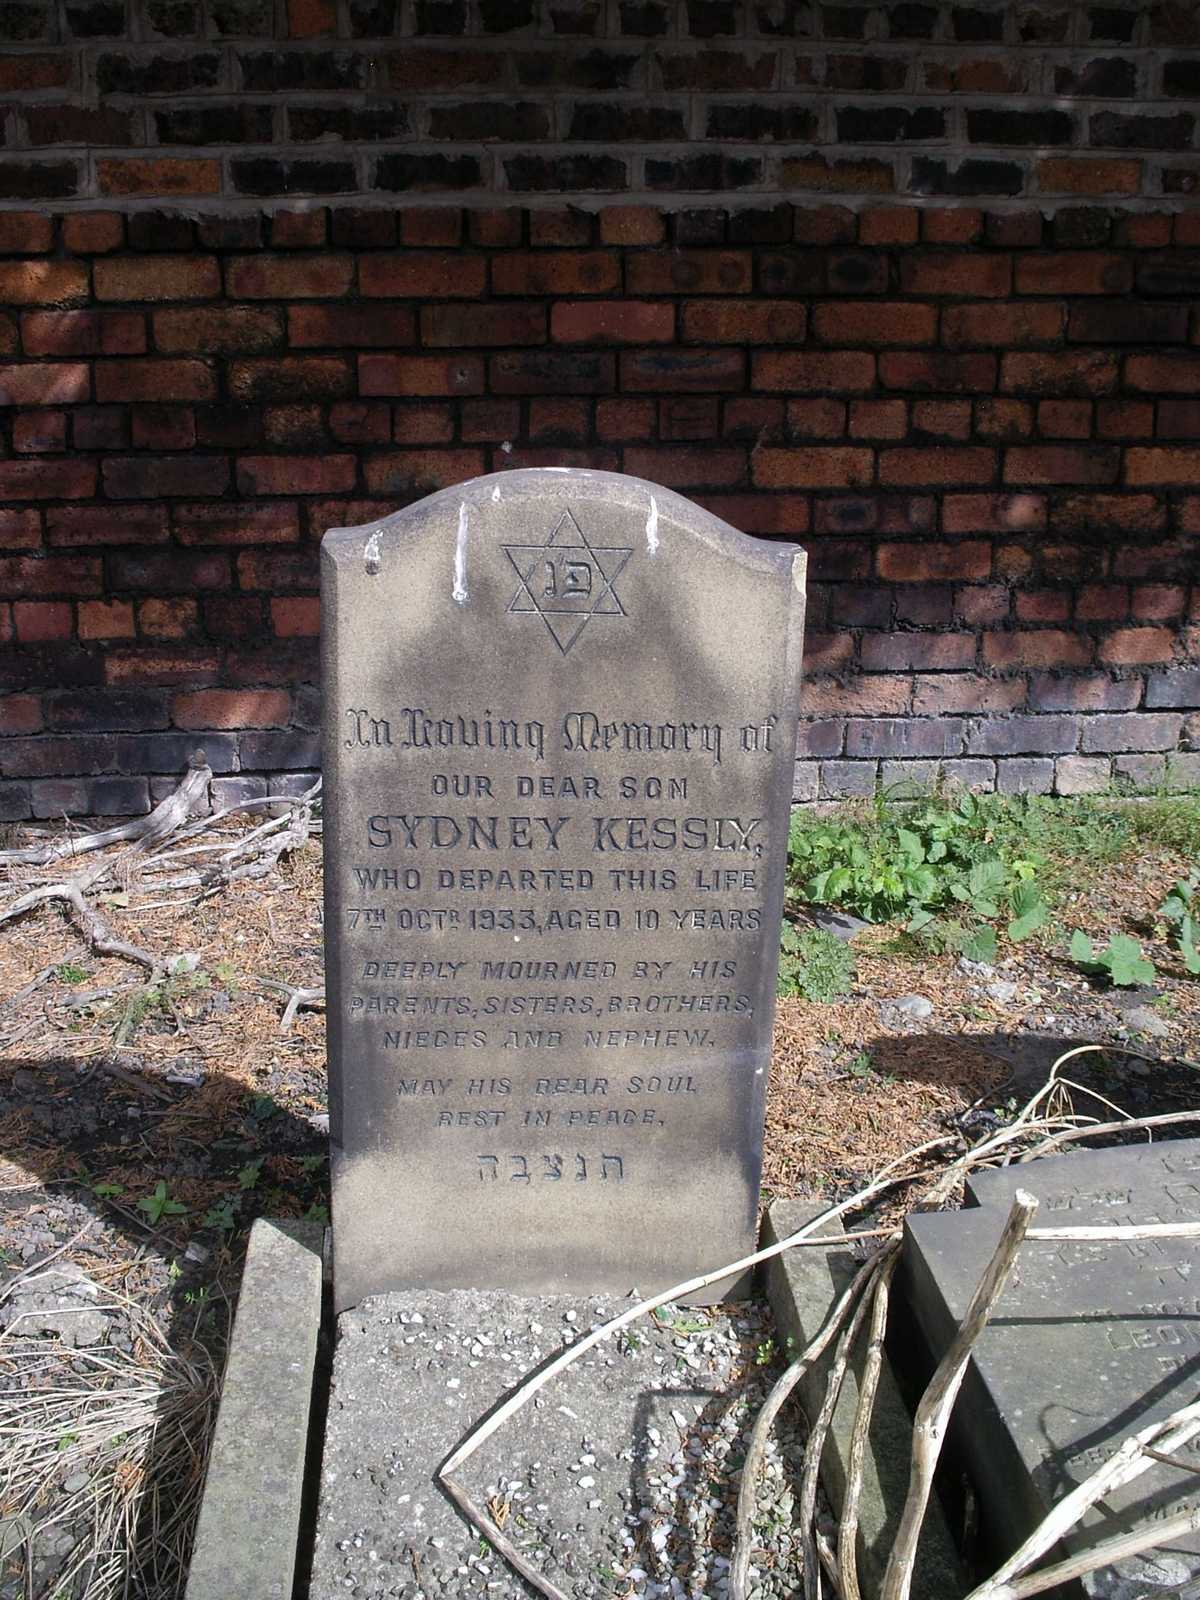 פנ
In Loving Memory of
OUR DEAR SON
SYDNEY KESSLY,
WHO DEPARTED THIS LIFE
7TH OCTR 1933, AGED 10 YEARS
DEEPLY MOURNED BY HIS
PARENTS, SISTERS, BROTHERS,
NIECES AND NEPHEW.
MAY HIS DEAR SOUL
REST IN PEACE.
תנצבה